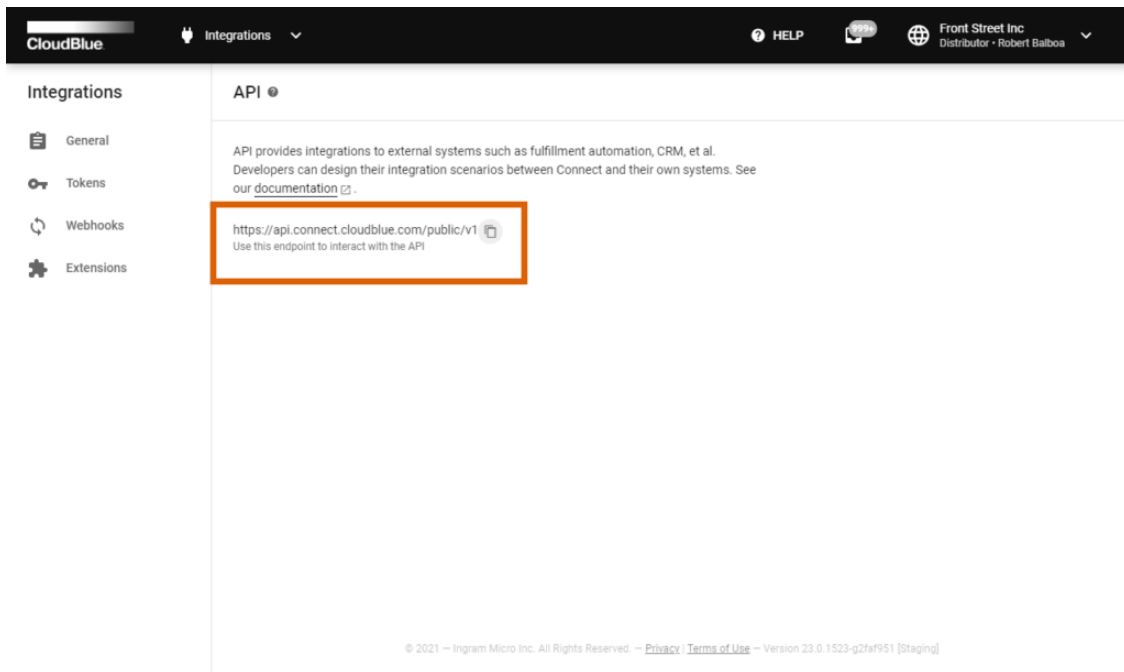 CloudBlue
Integrations
HELP
999+
Front Street Inc
Distributor • Robert Balboa
Integrations
General
Tokens
Webhooks
Extensions
API
API provides integrations to external systems such as fulfillment automation, CRM, et al.
Developers can design their integration scenarios between Connect and their own systems. See
our documentation .
https://api.connect.cloudblue.com/public/v1
Use this endpoint to interact with the API
© 2021 — Ingram Micro Inc. All Rights Reserved. — Privacy | Terms of Use — Version 23.0.1523-g2faf951 [Staging]